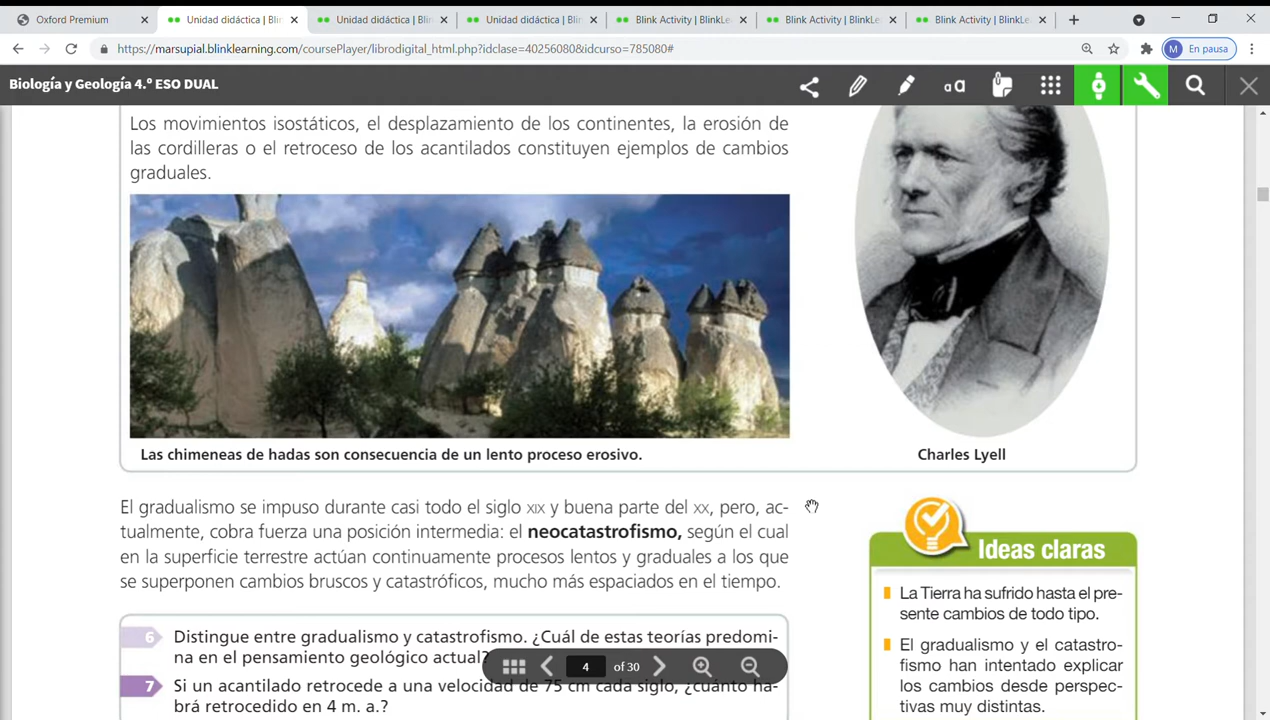 Oxford Premium
Unidad didáctica | Blin
Unidad didáctica | Blin
Unidad didáctica | Blin
Blink Activity | BlinkLe
Blink Activity | BlinkLe
Blink Activity | BlinkLe
https://marsupial.blinklearning.com/coursePlayer/librodigital_html.php?idclase=40256080&idcurso=785080#
M En pausa
Biología y Geología 4.º ESO DUAL
aa
Los movimientos isostáticos, el desplazamiento de los continentes, la erosión de
las cordilleras o el retroceso de los acantilados constituyen ejemplos de cambios
graduales.
Las chimeneas de hadas son consecuencia de un lento proceso erosivo.
Charles Lyell
El gradualismo se impuso durante casi todo el siglo XIX y buena parte del XX, pero, ac-
tualmente, cobra fuerza una posición intermedia: el neocatastrofismo, según el cual
en la superficie terrestre actúan continuamente procesos lentos y graduales a los que
se superponen cambios bruscos y catastróficos, mucho más espaciados en el tiempo.
6 Distingue entre gradualismo y catastrofismo. ¿Cuál de estas teorías predomi-
na en el pensamiento geológico actual?
7 Si un acantilado retrocede a una velocidad de 75 cm cada siglo, ¿cuánto ha-
brá retrocedido en 4 m. a.?
4 of 30
Ideas claras
La Tierra ha sufrido hasta el pre-
sente cambios de todo tipo.
El gradualismo y el catastro-
fismo han intentado explicar
los cambios desde perspec-
tivas muy distintas.